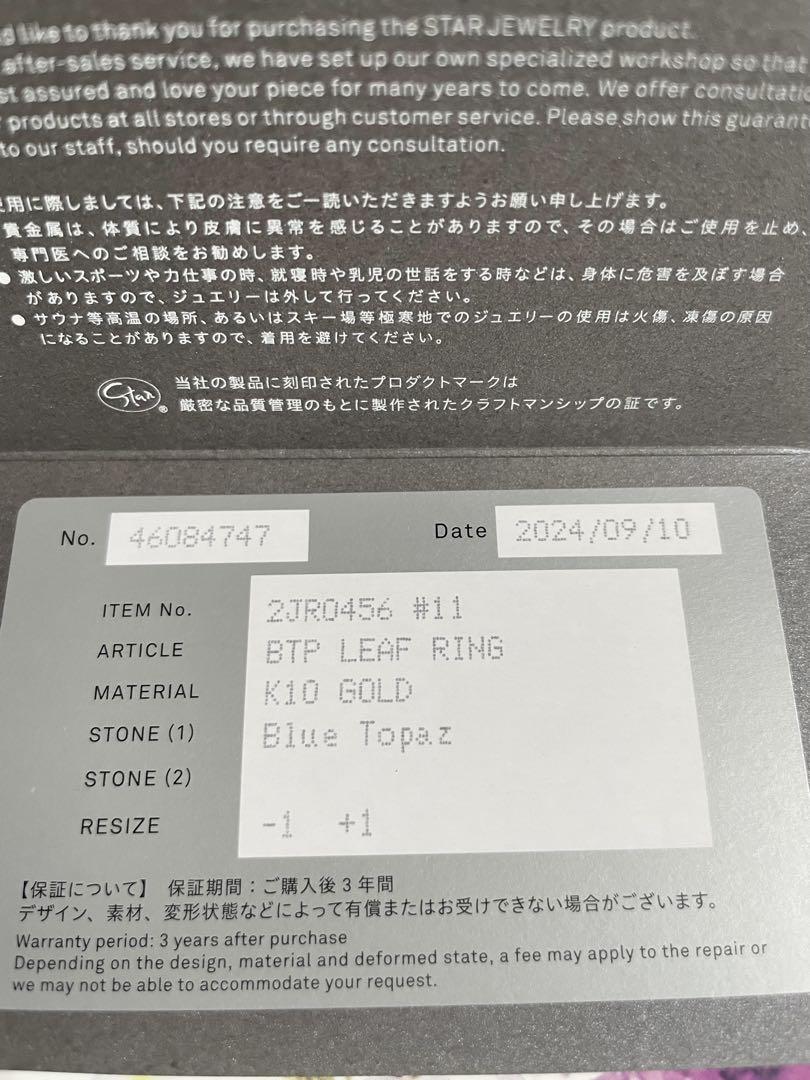 like to thank you for purchasing the STAR JEWELRY product.
after-sales service, we have set up our own specialized workshop so that
assured and love your piece for many years to come. We offer
products at all stores or through customer service. Please show this
to our staff, should you require any consultation.
用に際しましては、下記の注意をご一読いただきますようお願い申し上げます。
貴金属は、体質により皮膚に異常を感じることがありますので、その場合はご使用を止め、
専門医へのご相談をお勧めします。
● 激しいスポーツや力仕事の時、就寝時や乳児の世話をする時などは、身体に危害を及ぼす場合
がありますので、ジュエリーは外して行ってください。
● サウナ等高温の場所、あるいはスキー場等極寒地でのジュエリーの使用は火傷、凍傷の原因
になることがありますので、着用を避けてください。
Star® 当社の製品に刻印されたプロダクトマークは
厳密な品質管理のもとに製作されたクラフトマンシップの証です。
No. 46084747 Date 2024/09/10
ITEM No. 2JR0456 #11
ARTICLE BTP LEAF RING
MATERIAL K10 GOLD
STONE (1) Blue Topaz
STONE (2)
RESIZE -1 +1
【保証について】 保証期間：ご購入後3年間
デザイン、素材、変形状態などによって有償またはお受けできない場合がございます。
Warranty period: 3 years after purchase
Depending on the design, material and deformed state, a fee may apply to the repair or
we may not be able to accommodate your request.